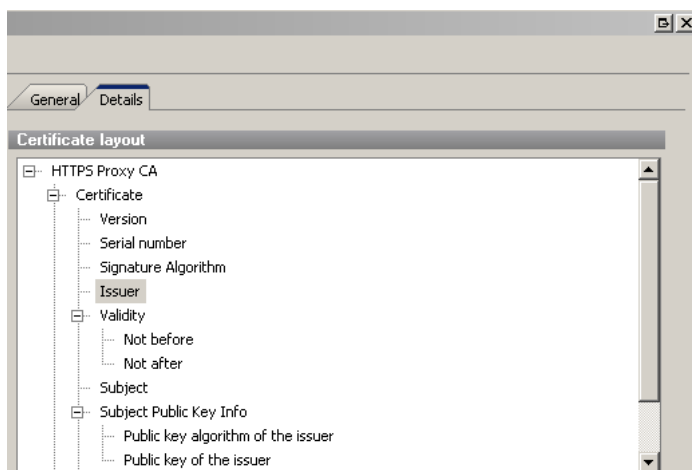 General Details
Certificate layout
HTTPS Proxy CA
Certificate
Version
Serial number
Signature Algorithm
Issuer
Validity
Not before
Not after
Subject
Subject Public Key Info
Public key algorithm of the issuer
Public key of the issuer